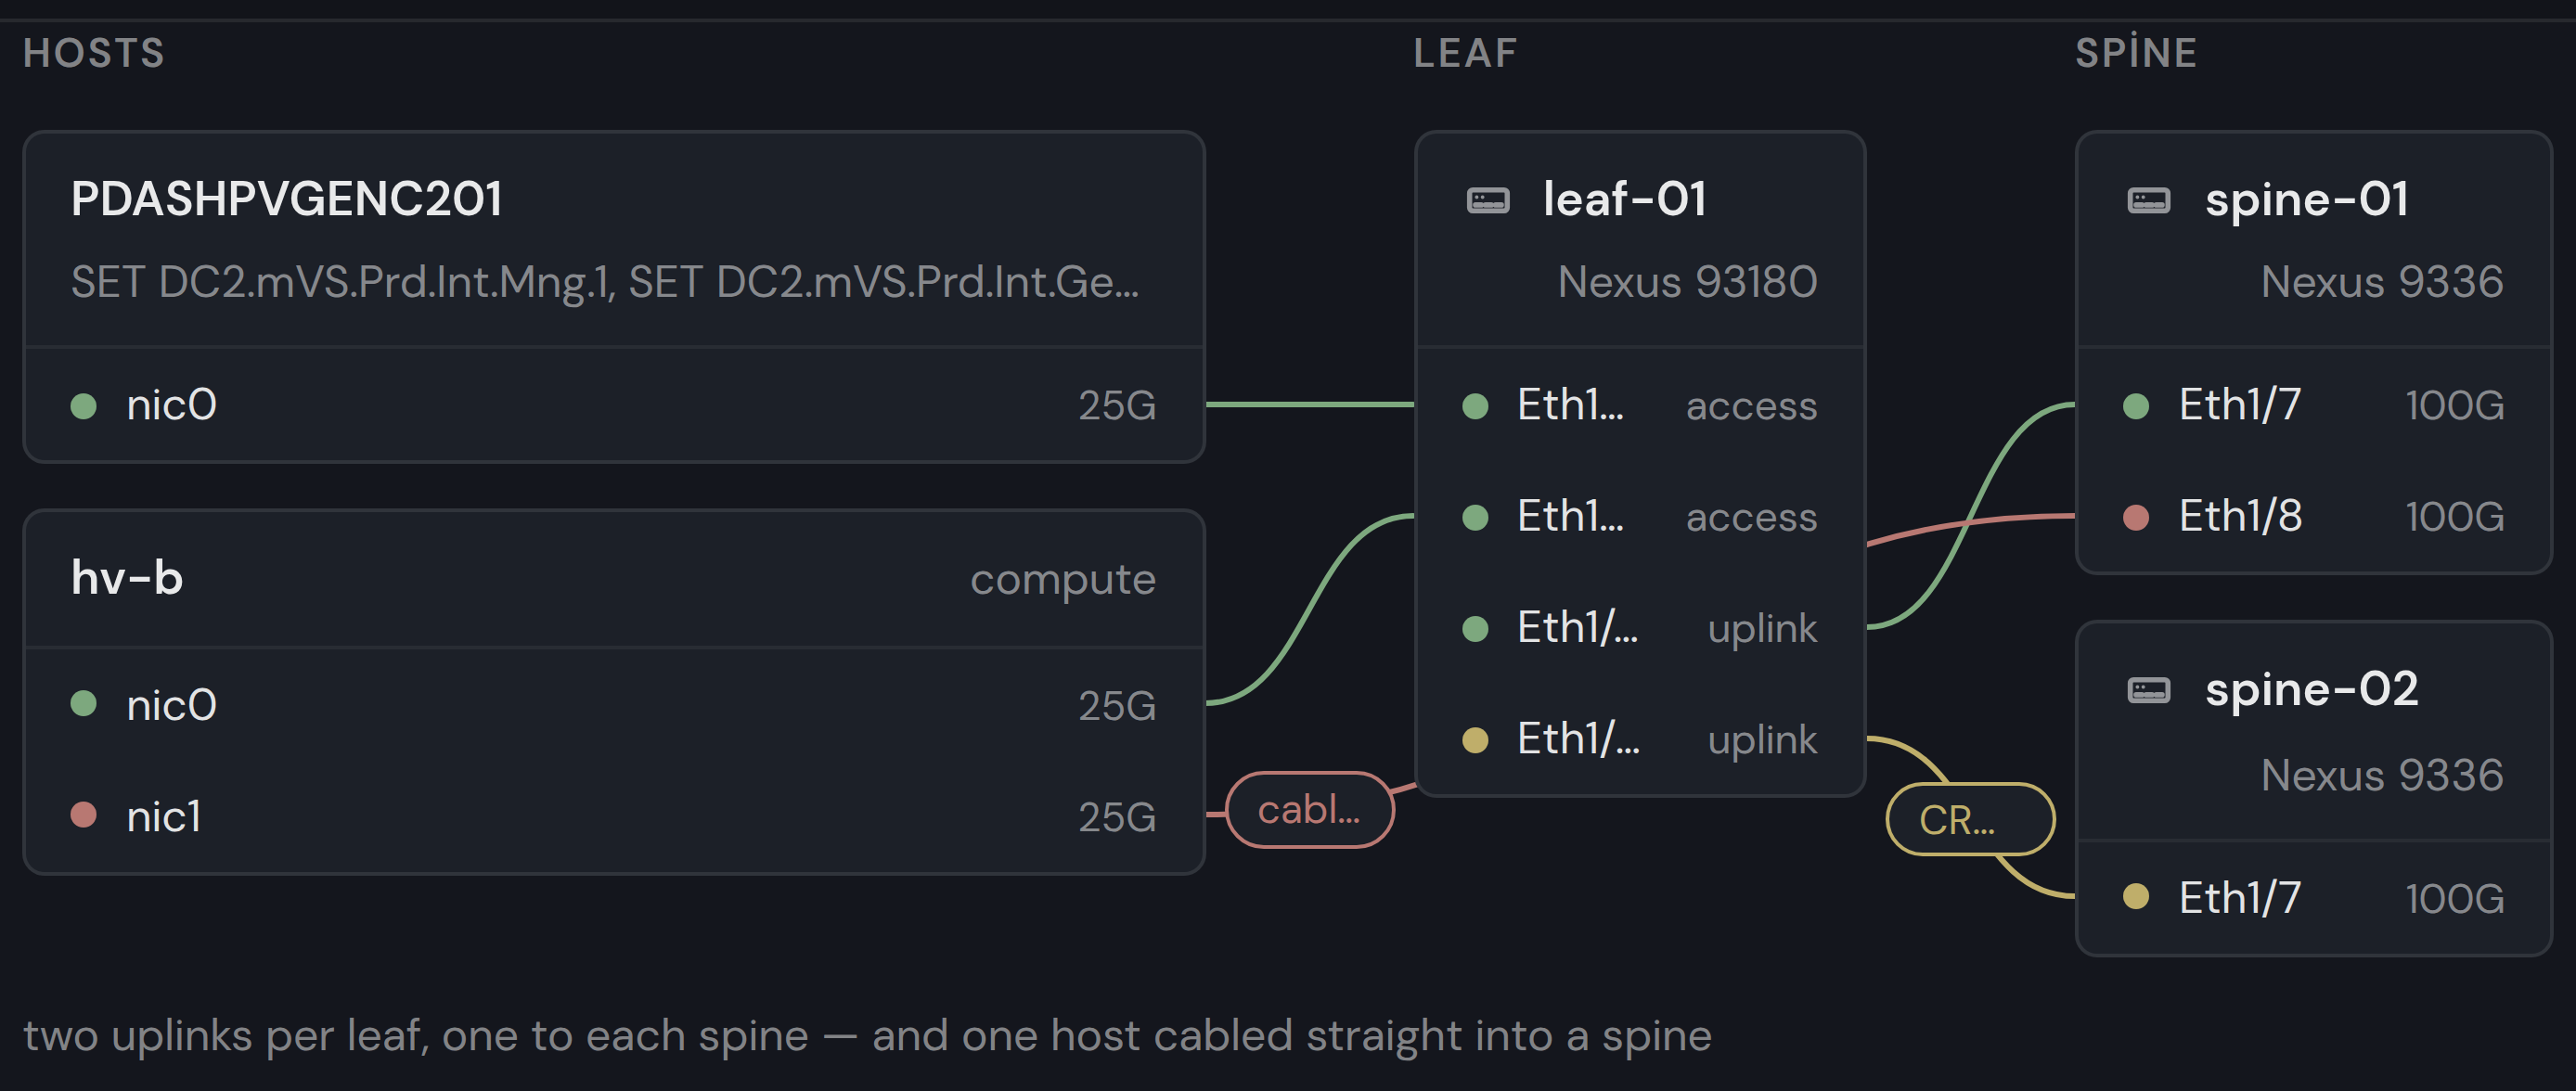 HOSTS
LEAF
SPİNE
PDASHPVGENC201
SET DC2.mVS.Prd.Int.Mng.1, SET DC2.mVS.Prd.Int.Ge...
nic0 25G
hv-b compute
nic0 25G
nic1 25G
cabl...
leaf-01
Nexus 93180
Eth1... access
Eth1... access
Eth1/... uplink
Eth1/... uplink
CR...
spine-01
Nexus 9336
Eth1/7 100G
Eth1/8 100G
spine-02
Nexus 9336
Eth1/7 100G
two uplinks per leaf, one to each spine — and one host cabled straight into a spine